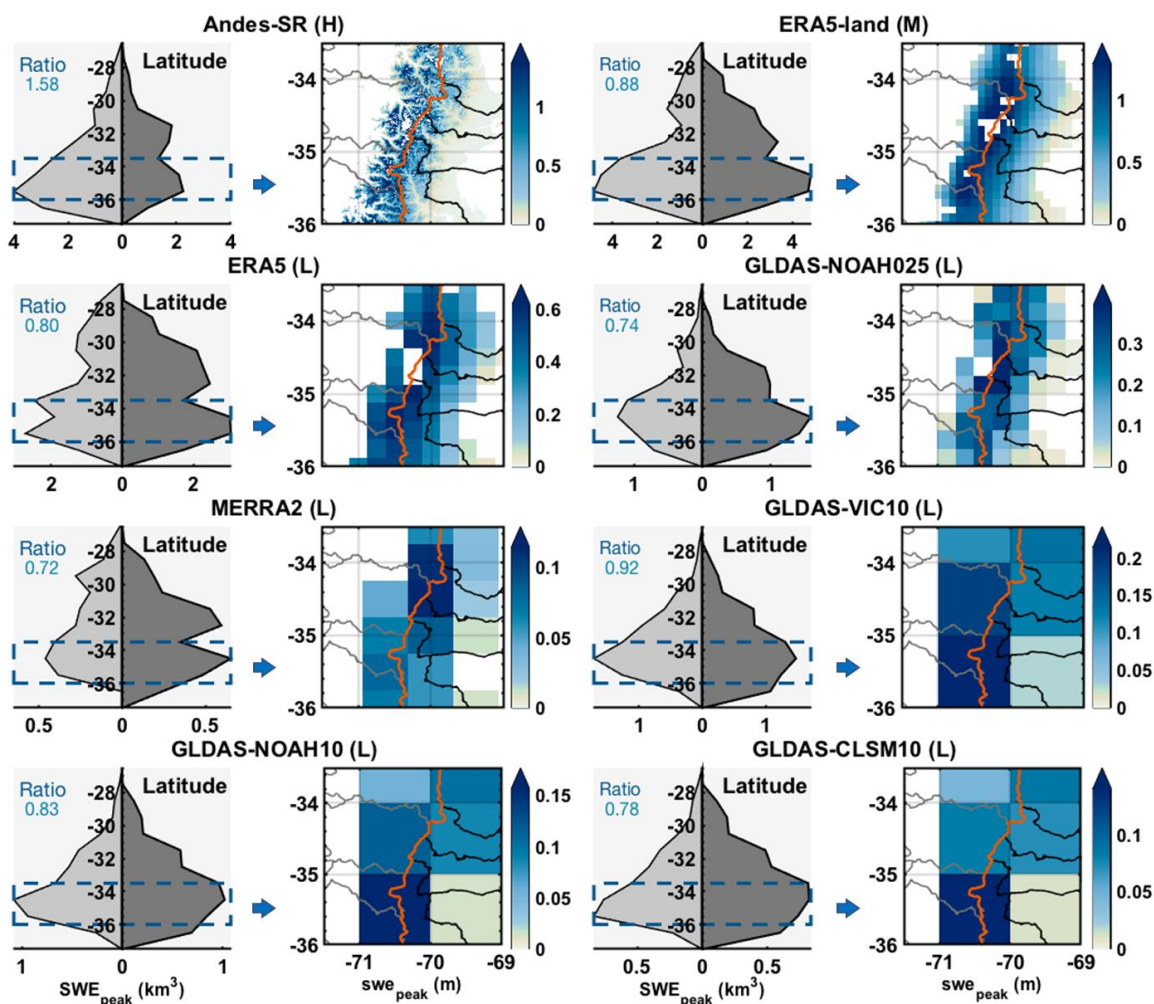 Andes-SR (H)
Ratio
1.58
Latitude
-28
-30
-32
-34
-36
4 2 0 2 4
-34
-35
-36
1
0.5
0
ERA5-land (M)
Ratio
0.88
Latitude
-28
-30
-32
-34
-36
4 2 0 2 4
-34
-35
-36
1
0.5
0
ERA5 (L)
Ratio
0.80
Latitude
-28
-30
-32
-34
-36
2 0 2
-34
-35
-36
0.6
0.4
0.2
0
GLDAS-NOAH025 (L)
Ratio
0.74
Latitude
-28
-30
-32
-34
-36
1 0 1
-34
-35
-36
0.3
0.2
0.1
0
MERRA2 (L)
Ratio
0.72
Latitude
-28
-30
-32
-34
-36
0.5 0 0.5
-34
-35
-36
0.1
0.05
0
GLDAS-VIC10 (L)
Ratio
0.92
Latitude
-28
-30
-32
-34
-36
1 0 1
-34
-35
-36
0.2
0.15
0.1
0.05
0
GLDAS-NOAH10 (L)
Ratio
0.83
Latitude
-28
-30
-32
-34
-36
1 0 1
SWE_peak (km³)
-34
-35
-36
-71 -70 -69
swe_peak (m)
0.15
0.1
0.05
0
GLDAS-CLSM10 (L)
Ratio
0.78
Latitude
-28
-30
-32
-34
-36
0.5 0 0.5
SWE_peak (km³)
-34
-35
-36
-71 -70 -69
swe_peak (m)
0.1
0.05
0